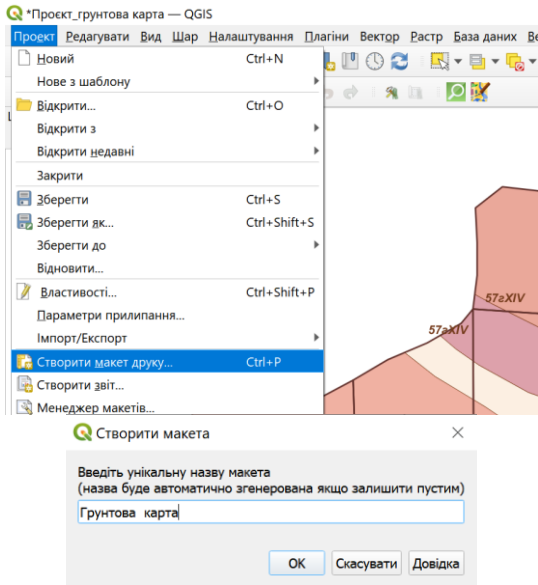 *Проєкт_грунтова карта — QGIS
Проєкт Редагувати Вид Шар Налаштування Плагіни Вектор Растр База даних Ве
Новий Ctrl+N
Нове з шаблону
Відкрити... Ctrl+O
Відкрити з
Відкрити недавні
Закрити
Зберегти Ctrl+S
Зберегти як... Ctrl+Shift+S
Зберегти до
Відновити...
Властивості... Ctrl+Shift+P
Параметри прилипання...
Імпорт/Експорт
Створити макет друку... Ctrl+P
Створити звіт...
Менеджер макетів...
57гXIV
57гXIV
Створити макета
Введіть унікальну назву макета
(назва буде автоматично згенерована якщо залишити пустим)
Грунтова карта
OK Скасувати Довідка